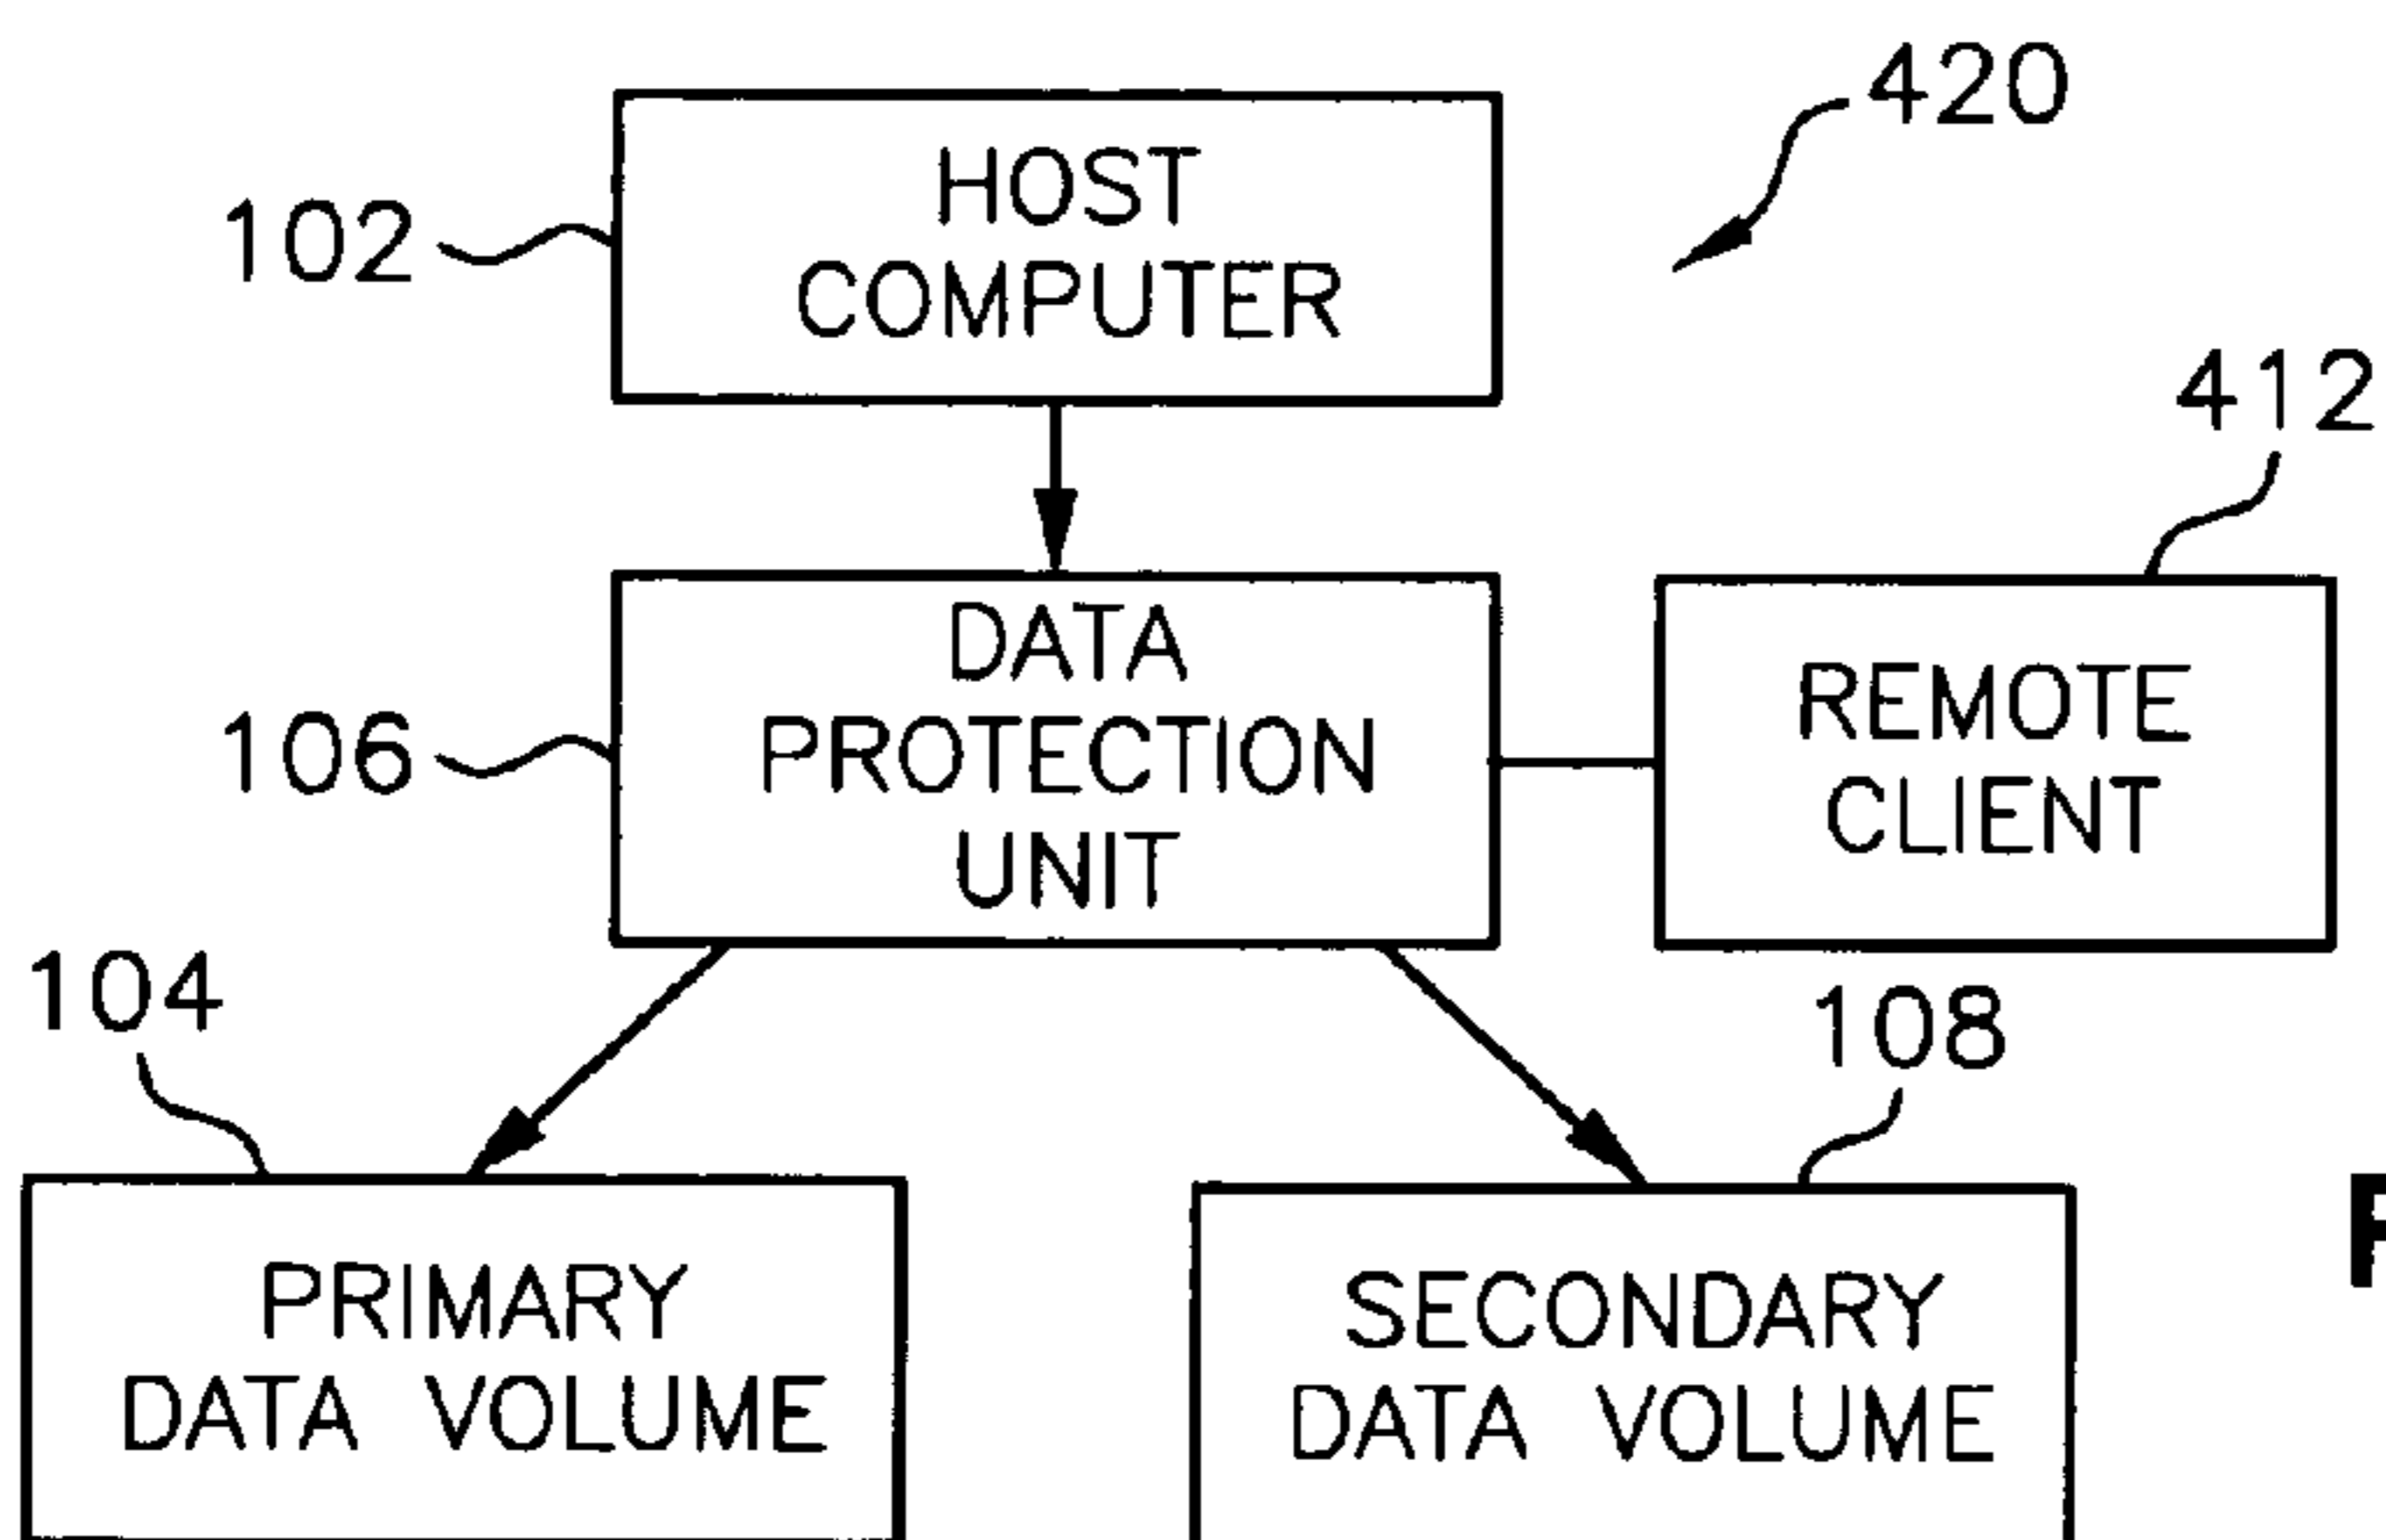 420
HOST
COMPUTER
102
412
DATA
PROTECTION
UNIT
106
REMOTE
CLIENT
104
108
PRIMARY
DATA VOLUME
SECONDARY
DATA VOLUME